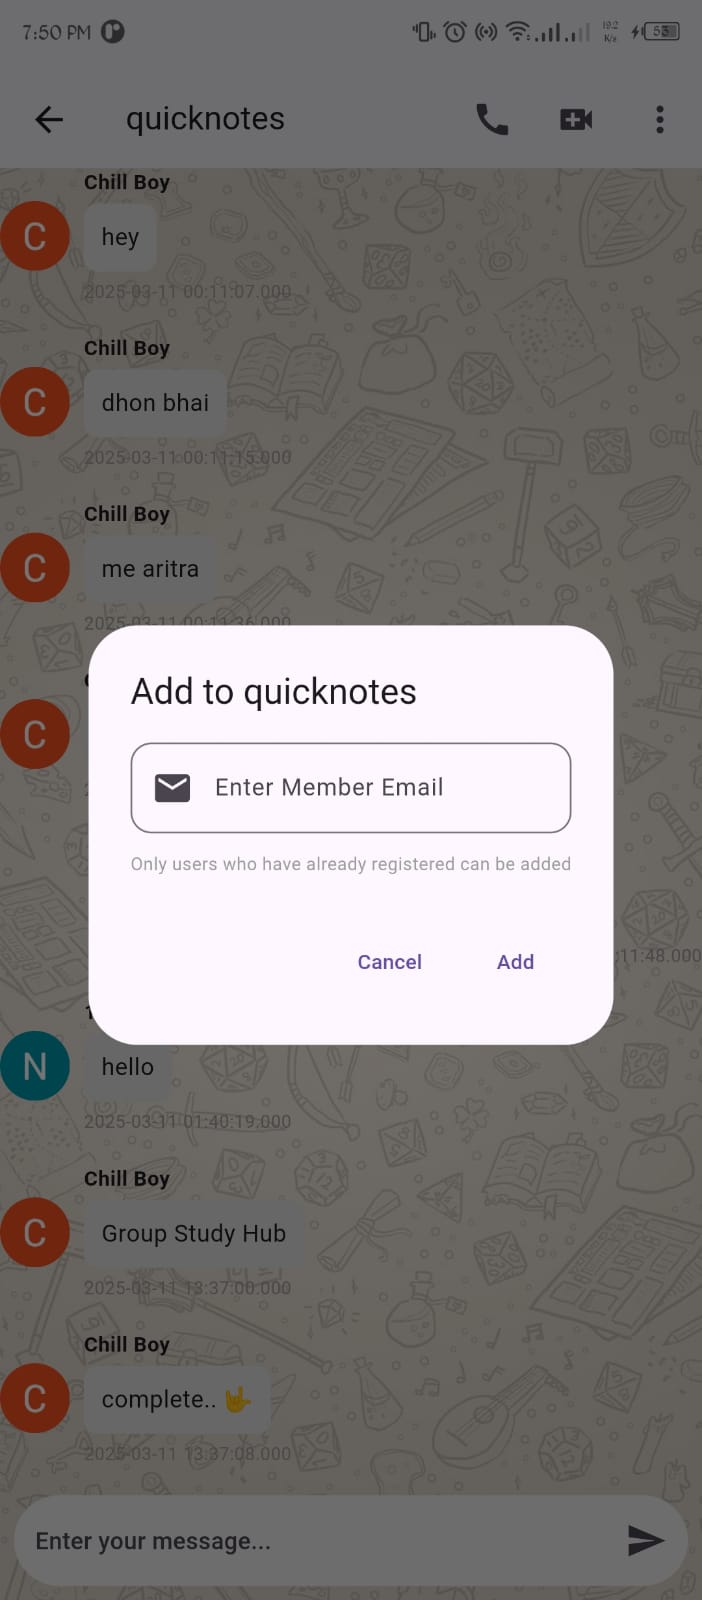 7:50 PM
19.2
K/s
53
quicknotes
Chill Boy
C
hey
2025-03-11 00:11:07.000
Chill Boy
C
dhon bhai
2025-03-11 00:11:15.000
Chill Boy
C
me aritra
2025-03-11 00:11:36.000
C
Add to quicknotes
Enter Member Email
Only users who have already registered can be added
Cancel
Add
:11:48.000
N
hello
2025-03-11 01:40:19.000
Chill Boy
C
Group Study Hub
2025-03-11 13:37:00.000
Chill Boy
C
complete.. 🤟
2025-03-11 13:37:08.000
Enter your message...